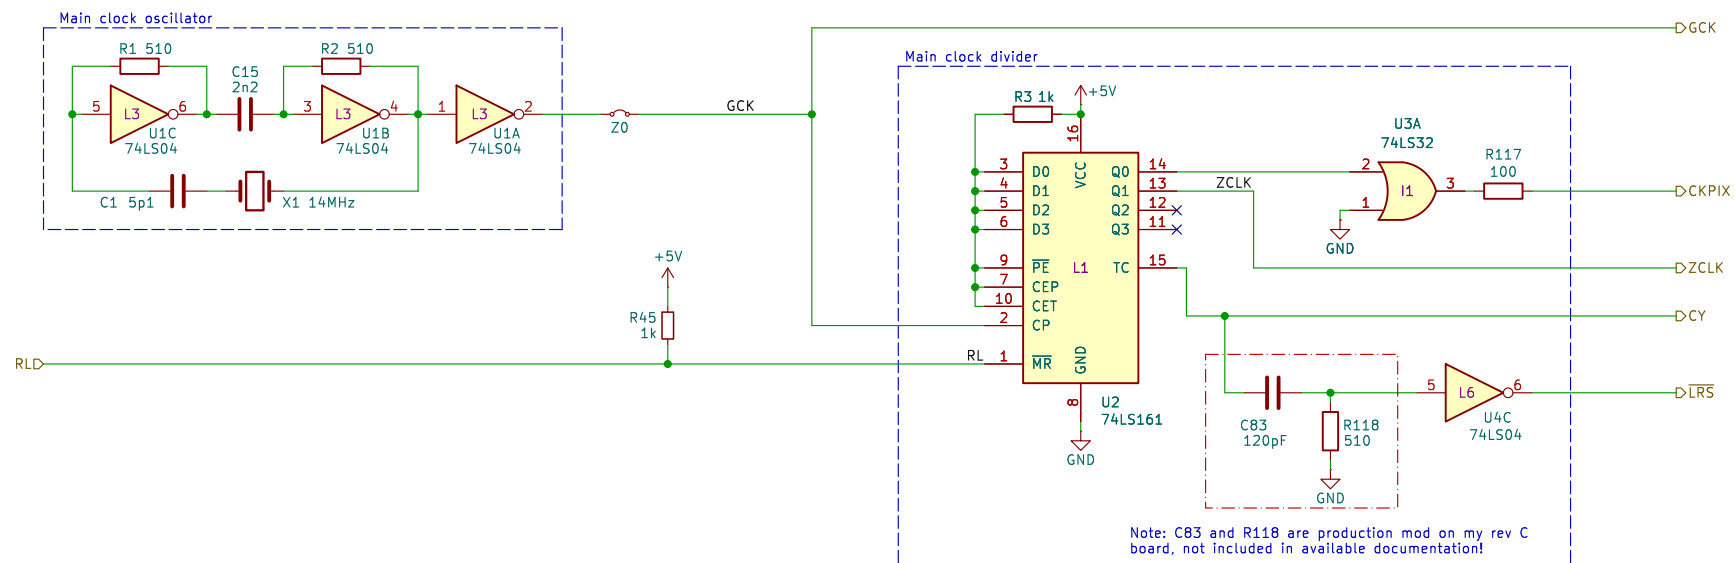 Main clock oscillator
GCK
R1 510
R2 510
Main clock divider
C15
2n2
+5V
R3 1k
GCK
5
L3
6
3
L3
4
1
L3
2
Z0
16
U3A
74LS32
U1C
74LS04
U1B
74LS04
U1A
74LS04
3
D0
VCC
Q0
14
2
R117
100
4
D1
Q1
13
ZCLK
I1
3
CKPIX
C1 5p1
X1 14MHz
5
D2
Q2
12
1
6
D3
Q3
11
GND
+5V
9
PE
L1
TC
15
ZCLK
7
CEP
10
CET
R45
1k
2
CP
CY
RL
RL
1
MR
GND
8
U2
74LS161
GND
5
L6
6
LRS
C83
120pF
R118
510
U4C
74LS04
GND
Note: C83 and R118 are production mod on my rev C
board, not included in available documentation!